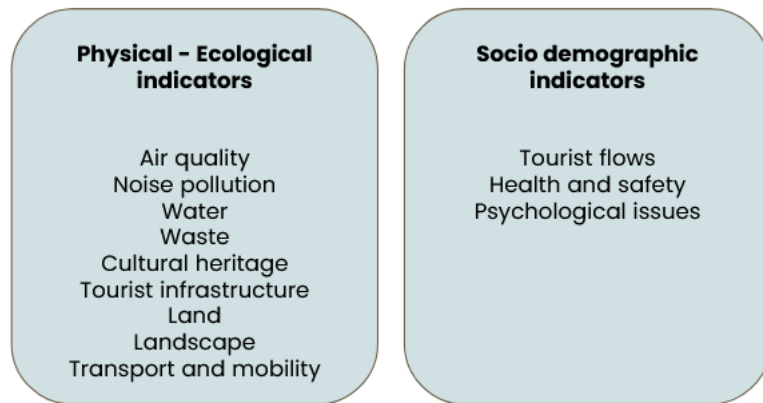 Physical - Ecological
indicators
Air quality
Noise pollution
Water
Waste
Cultural heritage
Tourist infrastructure
Land
Landscape
Transport and mobility
Socio demographic
indicators
Tourist flows
Health and safety
Psychological issues